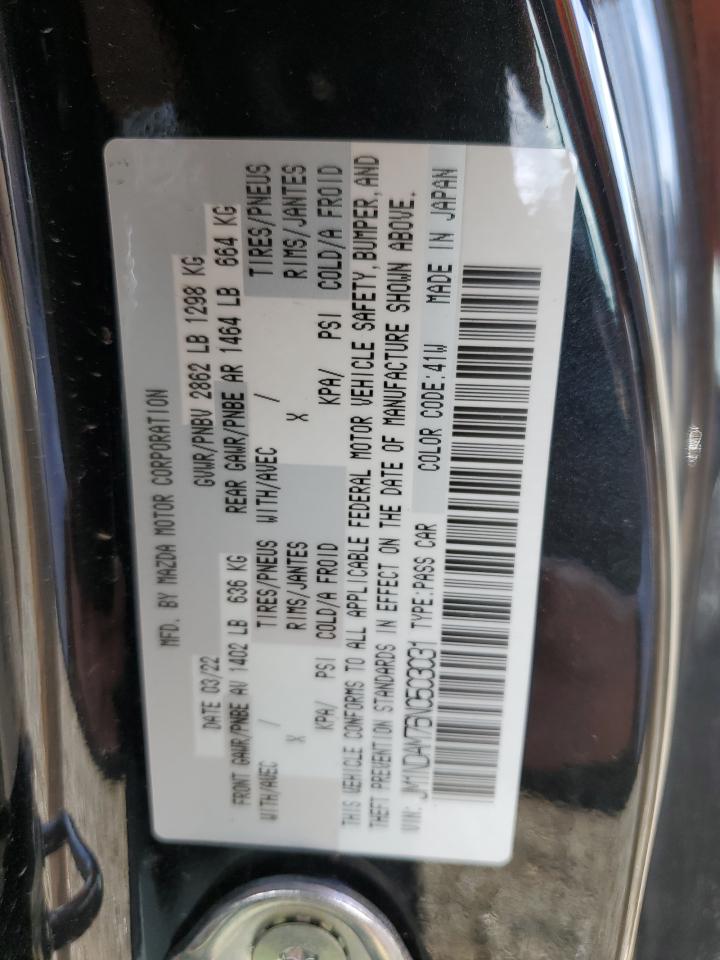 MFD. BY MAZDA MOTOR CORPORATION
DATE 03/22 GVWR/PNBV 2862 LB 1298 KG
FRONT GAWR/PNBE AV 1402 LB 636 KG REAR GAWR/PNBE AR 1464 LB 664 KG
WITH/AVEC / TIRES/PNEUS WITH/AVEC / TIRES/PNEUS
X RIMS/JANTES X RIMS/JANTES
KPA/ PSI COLD/A FROID KPA/ PSI COLD/A FROID
THIS VEHICLE CONFORMS TO ALL APPLICABLE FEDERAL MOTOR VEHICLE SAFETY, BUMPER, AND
THEFT PREVENTION STANDARDS IN EFFECT ON THE DATE OF MANUFACTURE SHOWN ABOVE.
VIN: JM1NDAM76N0503031 TYPE:PASS CAR COLOR CODE:41W MADE IN JAPAN